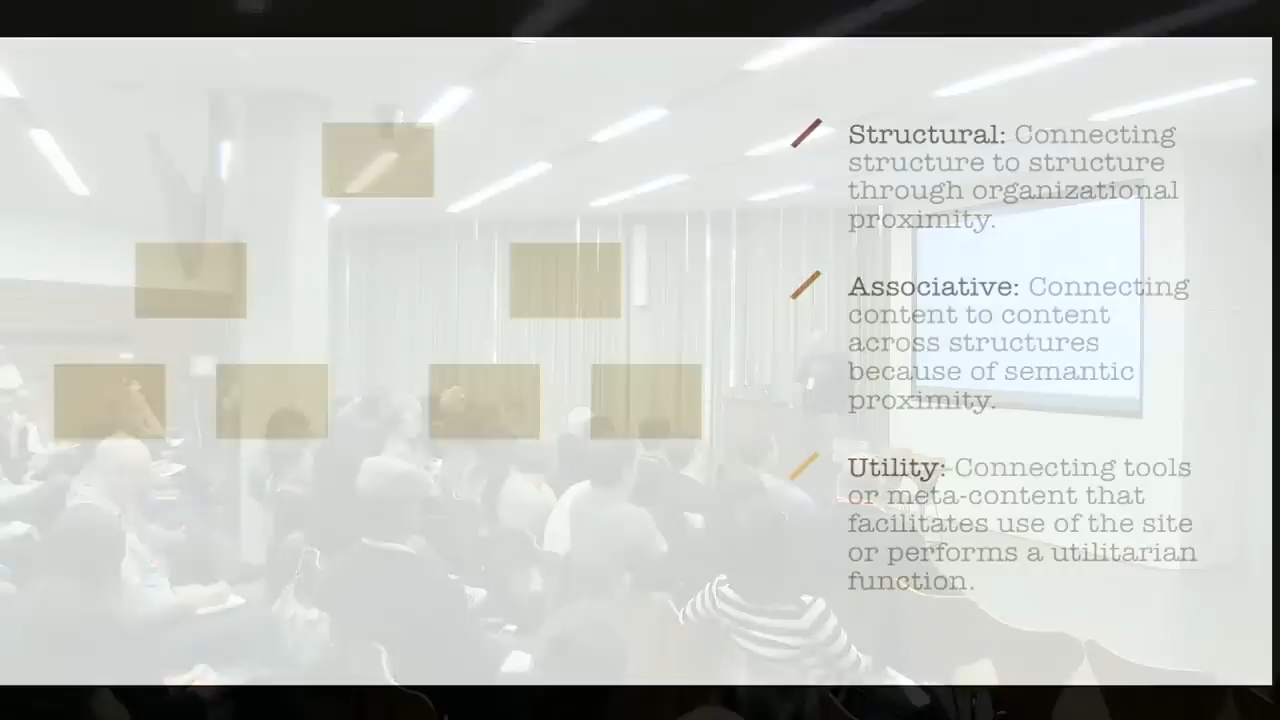 Structural: Connecting
structure to structure
through organizational
proximity.
Associative: Connecting
content to content
across structures
because of semantic
proximity.
Utility: Connecting tools
or meta-content that
facilitates use of the site
or performs a utilitarian
function.